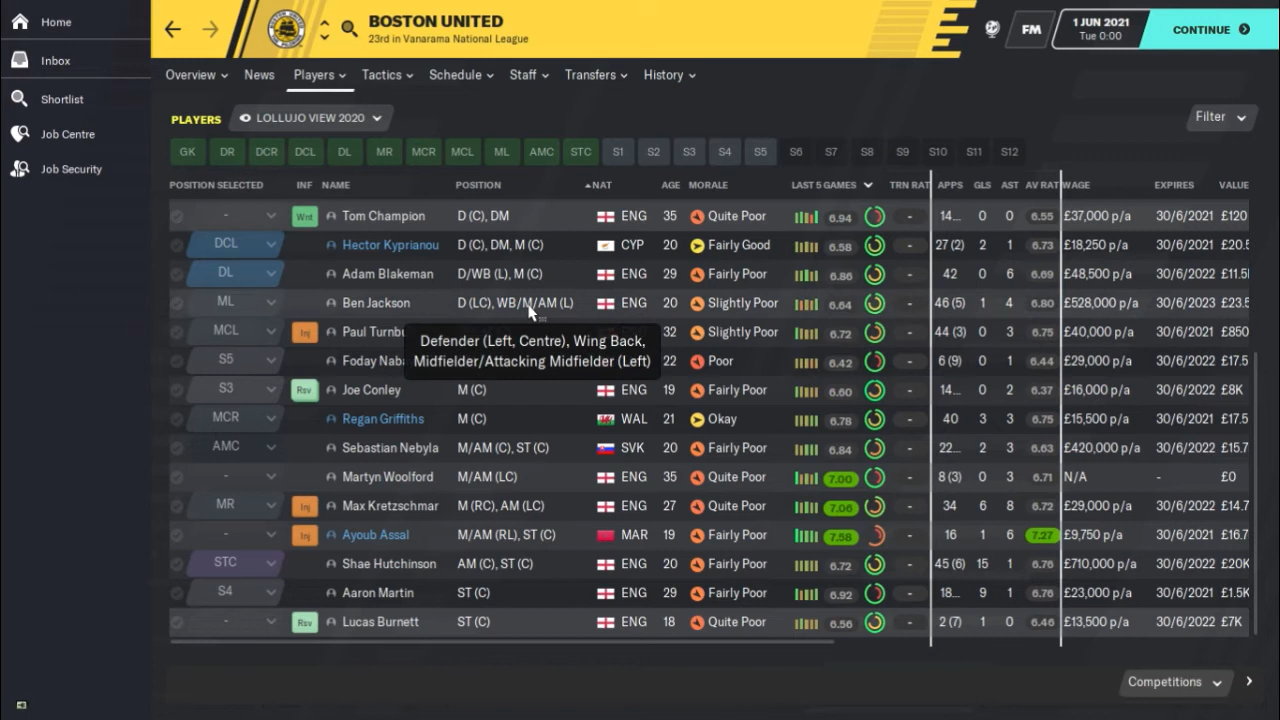 Home
Inbox
Shortlist
Job Centre
Job Security
BOSTON UNITED
23rd in Vanarama National League
FM
1 JUN 2021
Tue 0:00
CONTINUE
Overview News Players Tactics Schedule Staff Transfers History
PLAYERS LOLLUJO VIEW 2020 Filter
GK DR DCR DCL DL MR MCR MCL ML AMC STC S1 S2 S3 S4 S5 S6 S7 S8 S9 S10 S11 S12
POSITION SELECTED INF NAME POSITION NAT AGE MORALE LAST 5 GAMES TRN RAT APPS GLS AST AV RAT WAGE EXPIRES VALUE
- Wnt Tom Champion D (C), DM ENG 35 Quite Poor 6.94 - 14... 0 0 6.55 £37,000 p/a 30/6/2021 £120
DCL Hector Kyprianou D (C), DM, M (C) CYP 20 Fairly Good 6.58 - 27 (2) 2 1 6.73 £18,250 p/a 30/6/2021 £20.5
DL Adam Blakeman D/WB (L), M (C) ENG 29 Fairly Poor 6.86 - 42 0 6 6.69 £48,500 p/a 30/6/2021 £11.5
ML Ben Jackson D (LC), WB/M/AM (L) ENG 20 Slightly Poor 6.64 - 46 (5) 1 4 6.80 £528,000 p/a 30/6/2023 £23.5
MCL Inj Paul Turnbu 32 Slightly Poor 6.72 - 44 (3) 0 3 6.75 £40,000 p/a 30/6/2021 £850
Defender (Left, Centre), Wing Back,
Midfielder/Attacking Midfielder (Left)
S5 Foday Naba 22 Poor 6.42 - 6 (9) 0 1 6.44 £29,000 p/a 30/6/2022 £17.5
S3 Rsv Joe Conley M (C) ENG 19 Fairly Poor 6.60 - 14... 0 2 6.37 £16,000 p/a 30/6/2022 £8K
MCR Regan Griffiths M (C) WAL 21 Okay 6.78 - 40 3 3 6.75 £15,500 p/a 30/6/2021 £17.5
AMC Sebastian Nebyla M/AM (C), ST (C) SVK 20 Fairly Poor 6.84 - 22... 2 3 6.63 £420,000 p/a 30/6/2022 £15.7
- Martyn Woolford M/AM (LC) ENG 35 Quite Poor 7.00 - 8 (3) 0 3 6.71 N/A - £0
MR Inj Max Kretzschmar M (RC), AM (LC) ENG 27 Quite Poor 7.06 - 34 6 8 6.72 £29,000 p/a 30/6/2022 £14.7
- Inj Ayoub Assal M/AM (RL), ST (C) MAR 19 Fairly Poor 7.58 - 16 1 6 7.27 £9,750 p/a 30/6/2021 £16.7
STC Shae Hutchinson AM (C), ST (C) ENG 20 Fairly Poor 6.72 - 45 (6) 15 1 6.76 £710,000 p/a 30/6/2022 £20K
S4 Aaron Martin ST (C) ENG 29 Fairly Poor 6.92 - 18... 9 1 6.76 £23,000 p/a 30/6/2022 £1.5K
- Rsv Lucas Burnett ST (C) ENG 18 Quite Poor 6.56 - 2 (7) 1 0 6.46 £13,500 p/a 30/6/2022 £7K
Competitions